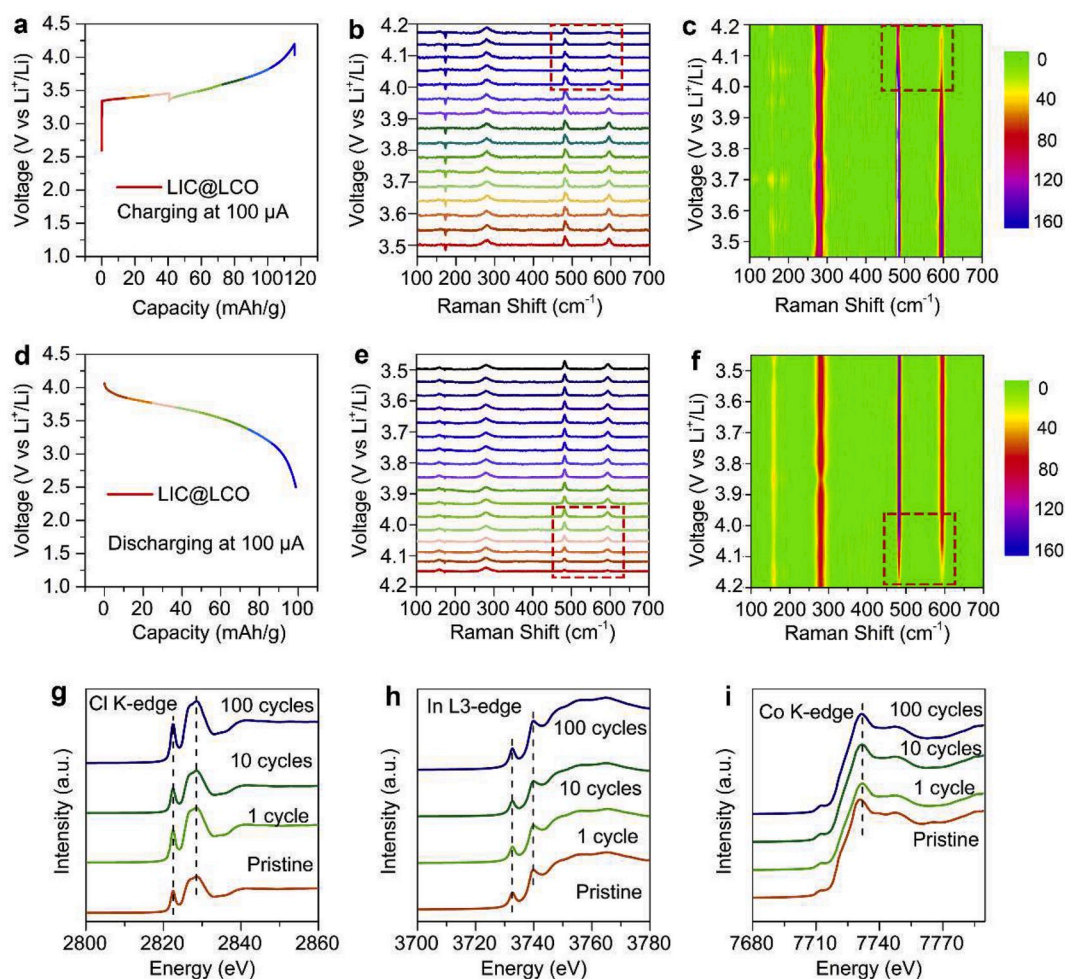 a
Voltage (V vs Li⁺/Li)
4.5
4.0
3.5
3.0
2.5
2.0
1.5
1.0
LIC@LCO
Charging at 100 µA
0 20 40 60 80 100 120
Capacity (mAh/g)
b
Voltage (V vs Li⁺/Li)
4.2
4.1
4.0
3.9
3.8
3.7
3.6
3.5
100 200 300 400 500 600 700
Raman Shift (cm⁻¹)
c
Voltage (V vs Li⁺/Li)
4.2
4.1
4.0
3.9
3.8
3.7
3.6
3.5
100 200 300 400 500 600 700
Raman Shift (cm⁻¹)
0
40
80
120
160
d
Voltage (V vs Li⁺/Li)
4.5
4.0
3.5
3.0
2.5
2.0
1.5
1.0
LIC@LCO
Discharging at 100 µA
0 20 40 60 80 100
Capacity (mAh/g)
e
Voltage (V vs Li⁺/Li)
3.5
3.6
3.7
3.8
3.9
4.0
4.1
4.2
100 200 300 400 500 600 700
Raman Shift (cm⁻¹)
f
Voltage (V vs Li⁺/Li)
3.5
3.6
3.7
3.8
3.9
4.0
4.1
4.2
100 200 300 400 500 600 700
Raman Shift (cm⁻¹)
0
40
80
120
160
g
Intensity (a.u.)
Cl K-edge
100 cycles
10 cycles
1 cycle
Pristine
2800 2820 2840 2860
Energy (eV)
h
Intensity (a.u.)
In L3-edge
100 cycles
10 cycles
1 cycle
Pristine
3700 3720 3740 3760 3780
Energy (eV)
i
Intensity (a.u.)
Co K-edge
100 cycles
10 cycles
1 cycle
Pristine
7680 7710 7740 7770
Energy (eV)